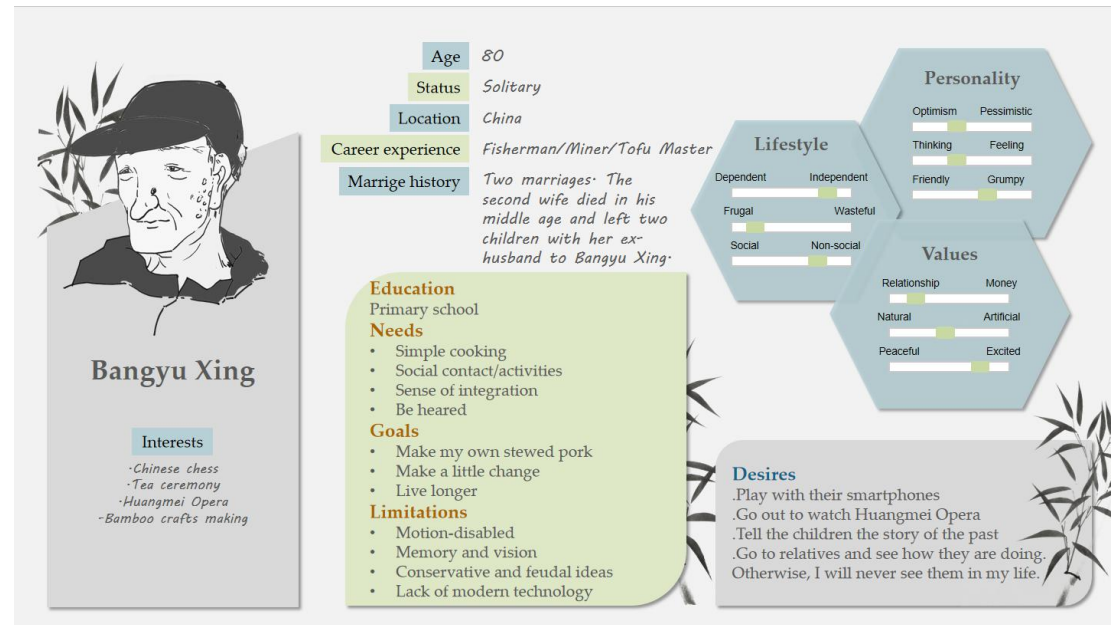 Bangyu Xing
Interests
·Chinese chess
·Tea ceremony
·Huangmei Opera
·Bamboo crafts making
Age 80
Status Solitary
Location China
Career experience Fisherman/Miner/Tofu Master
Marrige history Two marriages. The
second wife died in his
middle age and left two
children with her ex-
husband to Bangyu Xing.
Education
Primary school
Needs
• Simple cooking
• Social contact/activities
• Sense of integration
• Be heared
Goals
• Make my own stewed pork
• Make a little change
• Live longer
Limitations
• Motion-disabled
• Memory and vision
• Conservative and feudal ideas
• Lack of modern technology
Lifestyle
Dependent Independent
Frugal Wasteful
Social Non-social
Personality
Optimism Pessimistic
Thinking Feeling
Friendly Grumpy
Values
Relationship Money
Natural Artificial
Peaceful Excited
Desires
.Play with their smartphones
.Go out to watch Huangmei Opera
.Tell the children the story of the past
.Go to relatives and see how they are doing.
Otherwise, I will never see them in my life.